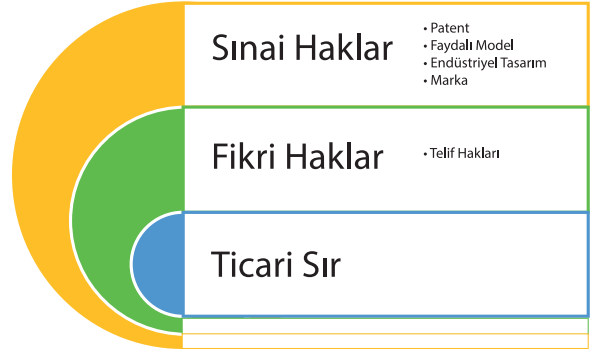 Sınai Haklar
• Patent
• Faydalı Model
• Endüstriyel Tasarım
• Marka
Fikri Haklar
• Telif Hakları
Ticari Sır